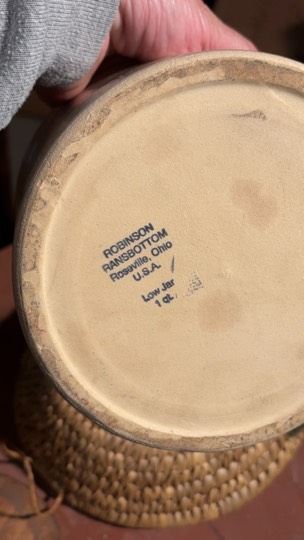 ROBINSON
RANSBOTTOM
Roseville, Ohio
U.S.A.
Low Jar
1 qt.